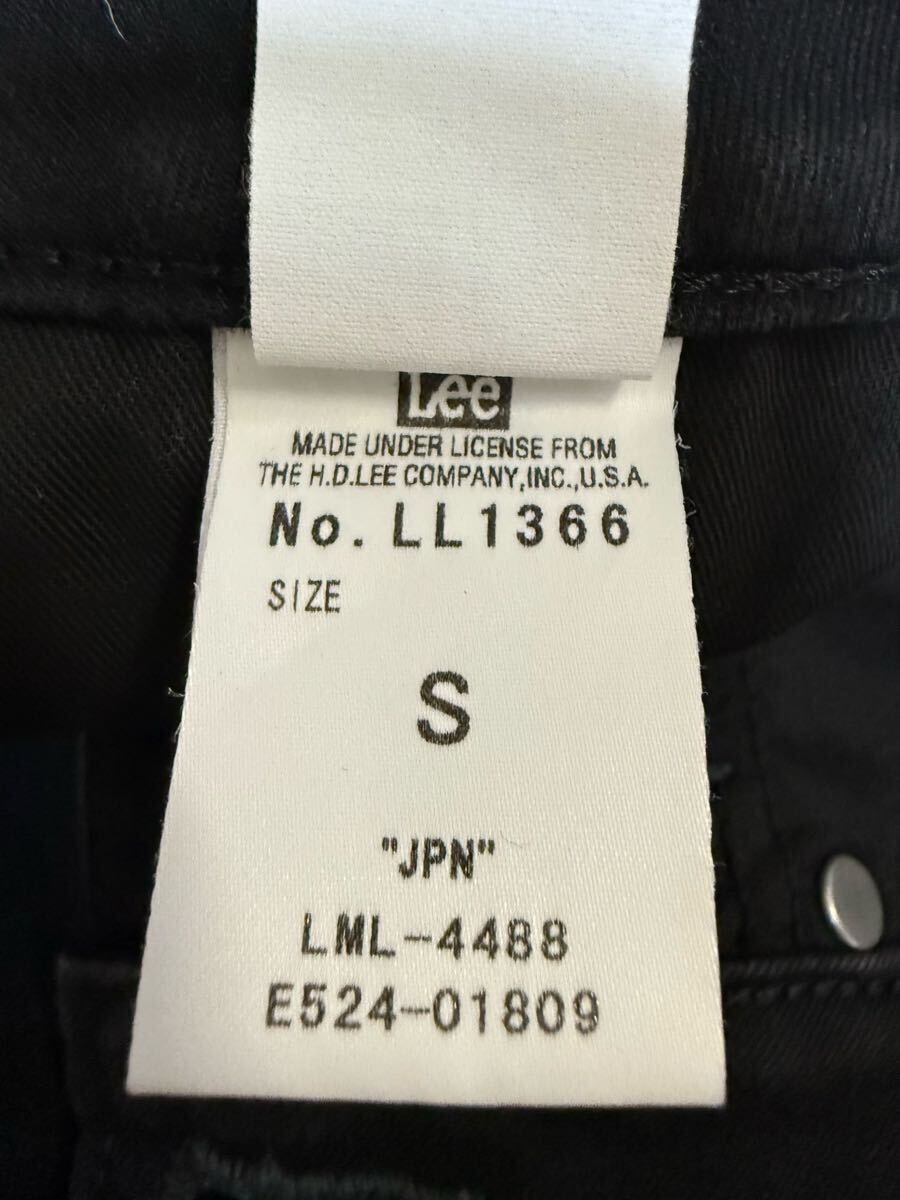 Lee
MADE UNDER LICENSE FROM
THE H.D.LEE COMPANY,INC.,U.S.A.
No. LL1366
SIZE
S
"JPN"
LML-4488
E524-01809